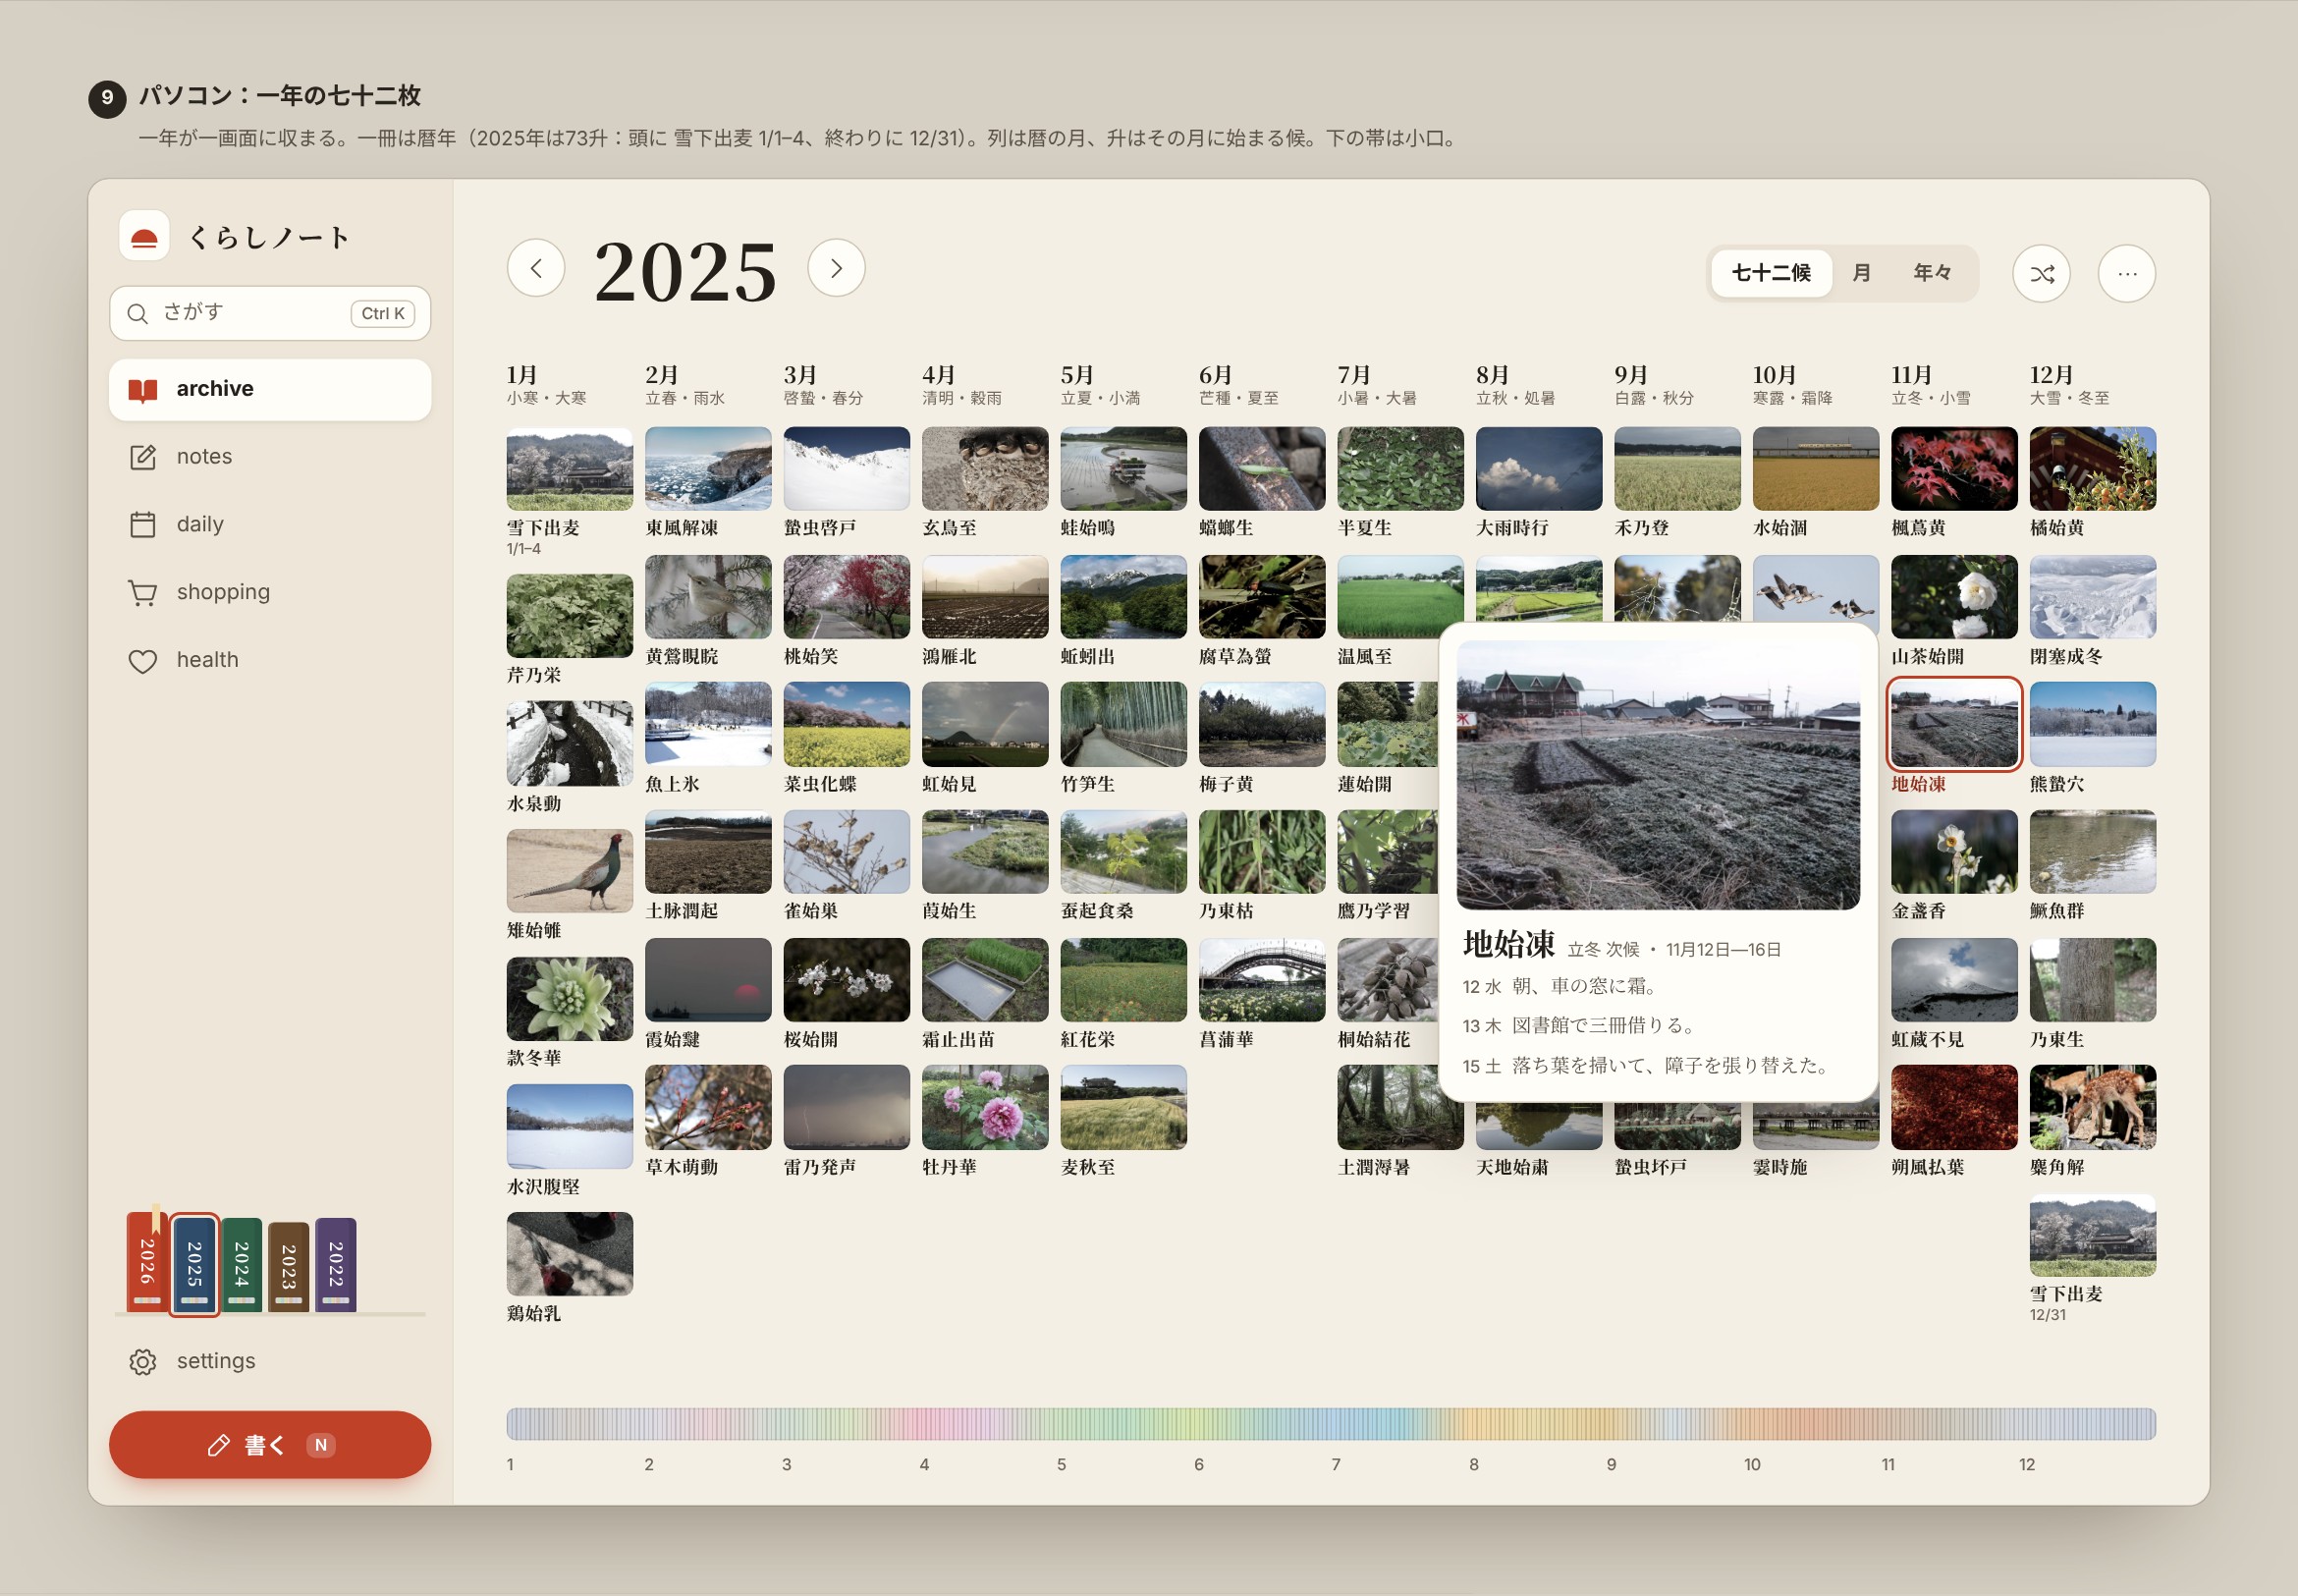 9 パソコン：一年の七十二枚
一年が一画面に収まる。一冊は暦年（2025年は73升：頭に 雪下出麦 1/1–4、終わりに 12/31）。列は暦の月、升はその月に始まる候。下の帯は小口。
くらしノート
さがす Ctrl K
archive
notes
daily
shopping
health
2026 2025 2024 2023 2022
settings
書く N
2025
七十二候 月 年々
1月 2月 3月 4月 5月 6月 7月 8月 9月 10月 11月 12月
小寒・大寒 立春・雨水 啓蟄・春分 清明・穀雨 立夏・小満 芒種・夏至 小暑・大暑 立秋・処暑 白露・秋分 寒露・霜降 立冬・小雪 大雪・冬至
雪下出麦 東風解凍 蟄虫啓戸 玄鳥至 蛙始鳴 蟷螂生 半夏生 大雨時行 禾乃登 水始涸 楓蔦黄 橘始黄
1/1–4
芹乃栄 黄鶯睍睆 桃始笑 鴻雁北 蚯蚓出 腐草為螢 温風至 山茶始開 閉塞成冬
水泉動 魚上氷 菜虫化蝶 虹始見 竹笋生 梅子黄 蓮始開 地始凍 熊蟄穴
雉始雊 土脉潤起 雀始巣 葭始生 蚕起食桑 乃東枯 鷹乃学習 金盞香 鱖魚群
款冬華 霞始靆 桜始開 霜止出苗 紅花栄 菖蒲華 桐始結花 虹蔵不見 乃東生
水沢腹堅 草木萌動 雷乃発声 牡丹華 麦秋至 土潤溽暑 天地始粛 蟄虫坏戸 霎時施 朔風払葉 麋角解
鶏始乳 雪下出麦
12/31
地始凍 立冬 次候 ・ 11月12日—16日
12 水 朝、車の窓に霜。
13 木 図書館で三冊借りる。
15 土 落ち葉を掃いて、障子を張り替えた。
1 2 3 4 5 6 7 8 9 10 11 12